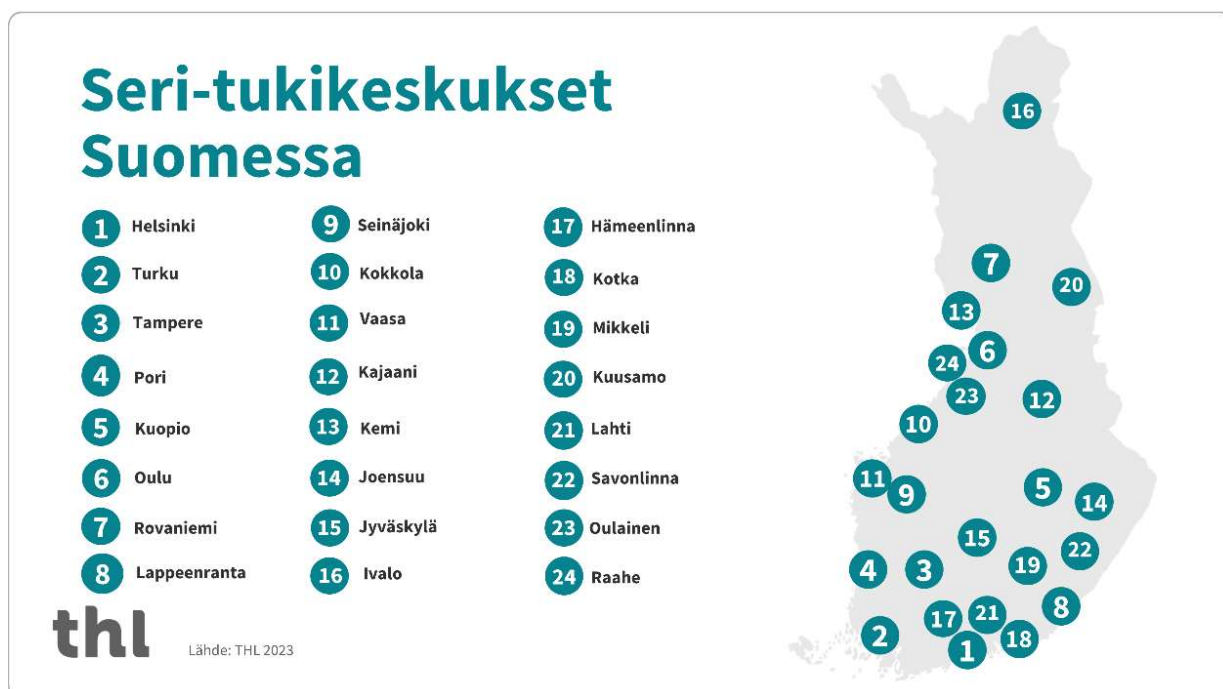 Seri-tukikeskukset
Suomessa
1 Helsinki
2 Turku
3 Tampere
4 Pori
5 Kuopio
6 Oulu
7 Rovaniemi
8 Lappeenranta
9 Seinäjoki
10 Kokkola
11 Vaasa
12 Kajaani
13 Kemi
14 Joensuu
15 Jyväskylä
16 Ivalo
17 Hämeenlinna
18 Kotka
19 Mikkeli
20 Kuusamo
21 Lahti
22 Savonlinna
23 Oulainen
24 Raahe
thl
Lähde: THL 2023
16
7
20
13
6
24
23
12
10
11
9
5
14
15
22
4
3
19
8
17
21
2
18
1